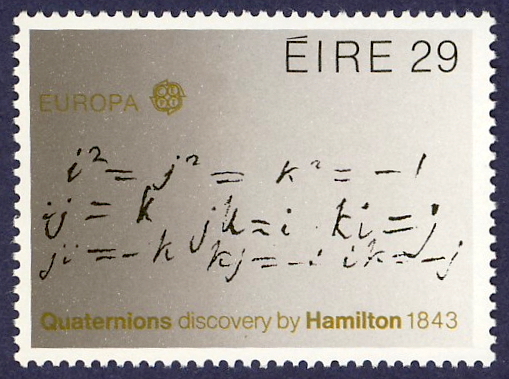 ÉIRE 29
EUROPA
i² = j² = k² = -1
ij = k jk = i ki = j
ji = -k kj = -i ik = -j
Quaternions discovery by Hamilton 1843